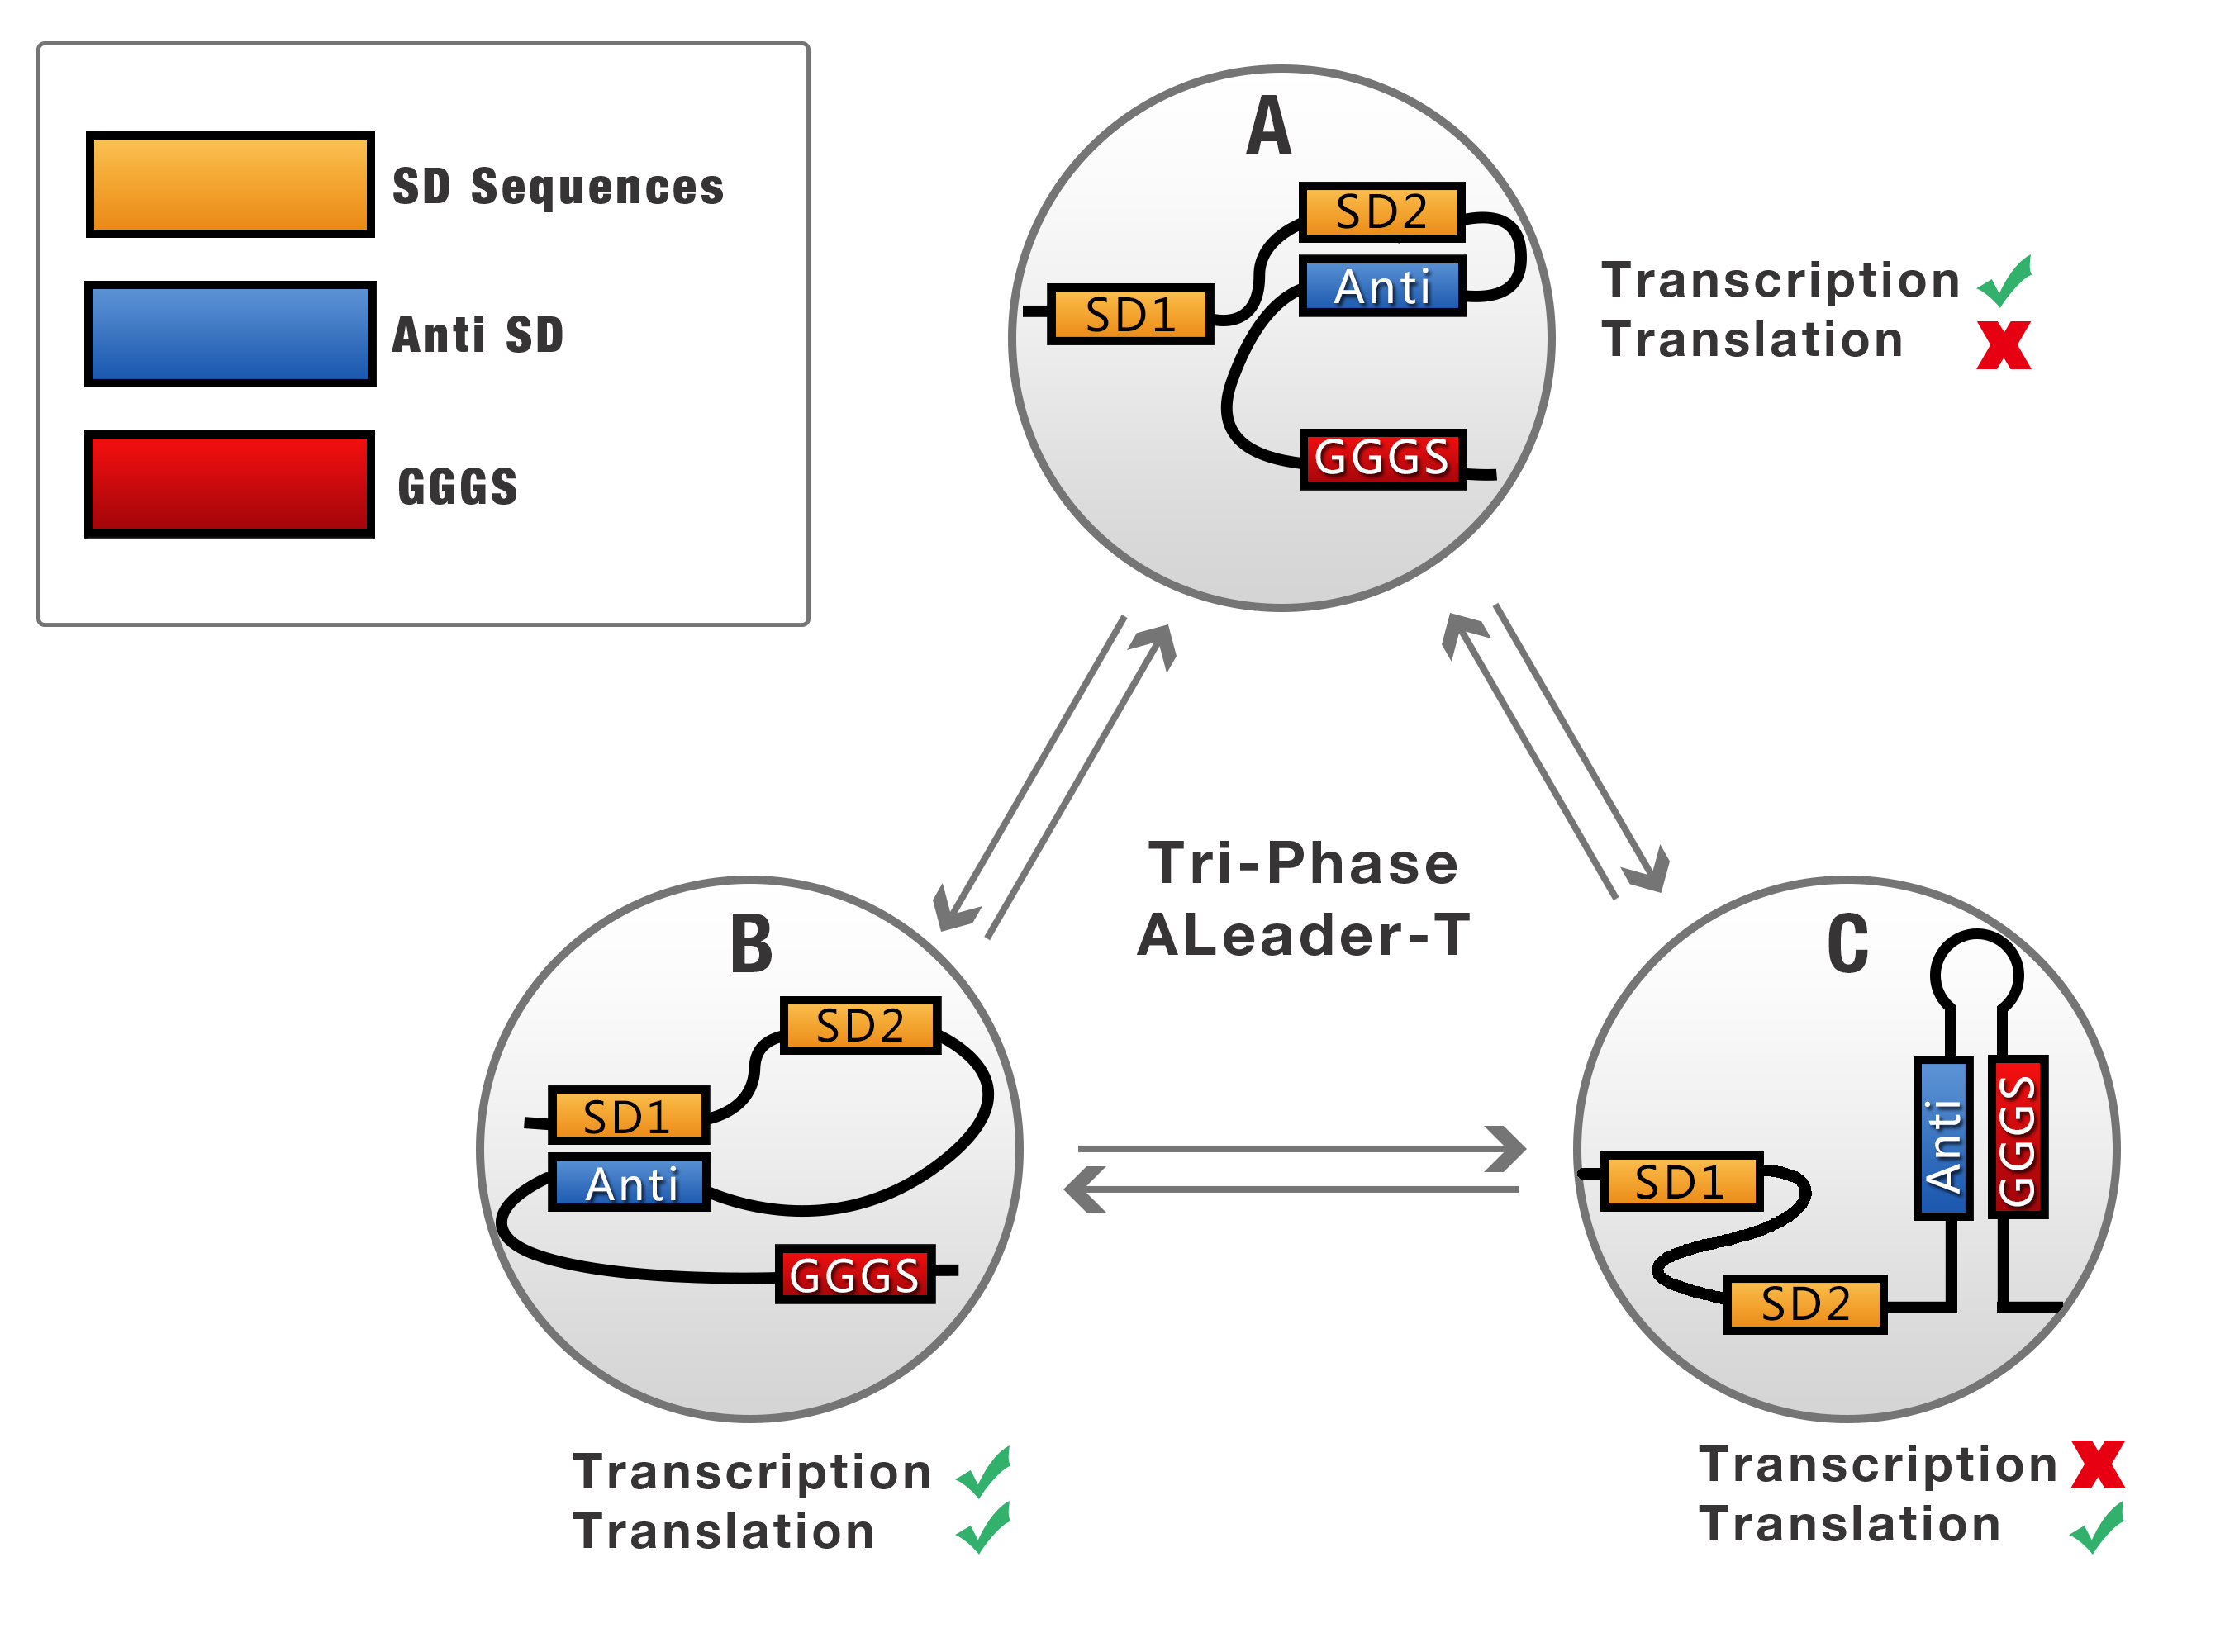 SD Sequences
Anti SD
GGGS
A
SD2
Anti
SD1
GGGS
Transcription
Translation
Tri-Phase
ALeader-T
B
SD2
SD1
Anti
GGGS
Transcription
Translation
C
Anti
GGGS
SD1
SD2
Transcription
Translation